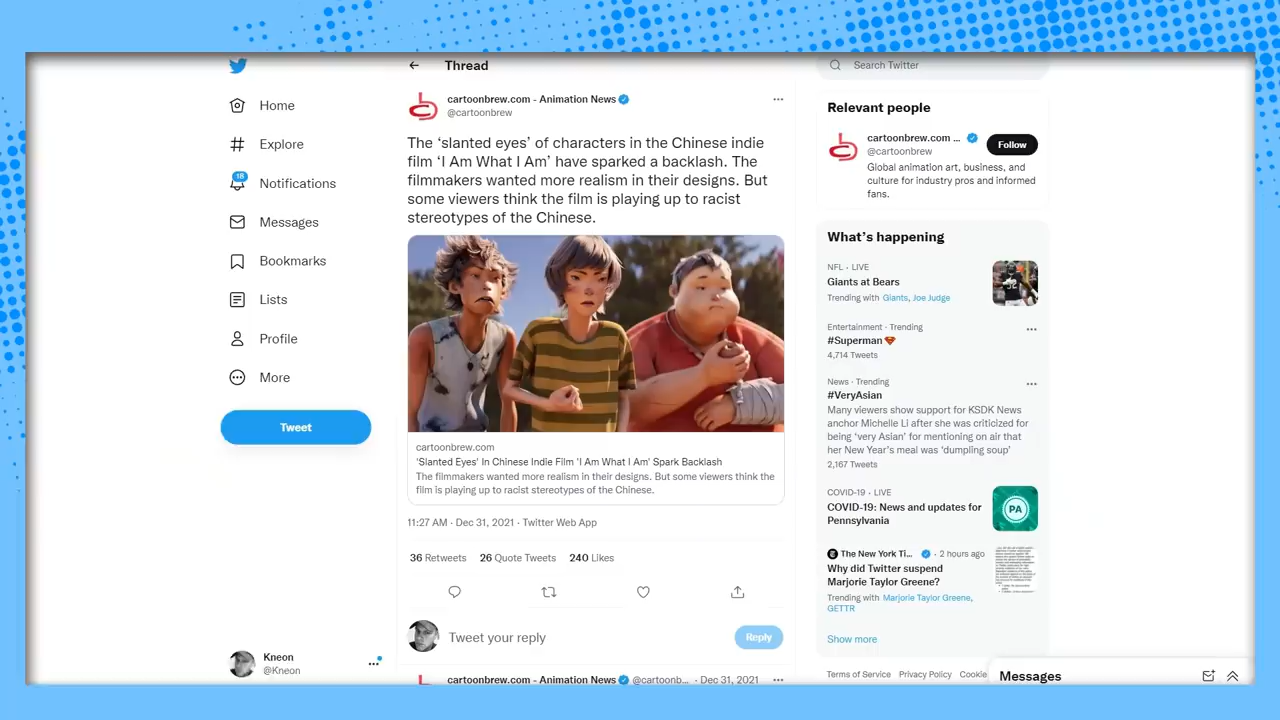 Home
Explore
18
Notifications
Messages
Bookmarks
Lists
Profile
More
Tweet
Kneon
@Kneon
Thread
cartoonbrew.com - Animation News
@cartoonbrew
The ‘slanted eyes’ of characters in the Chinese indie
film ‘I Am What I Am’ have sparked a backlash. The
filmmakers wanted more realism in their designs. But
some viewers think the film is playing up to racist
stereotypes of the Chinese.
cartoonbrew.com
'Slanted Eyes' In Chinese Indie Film 'I Am What I Am' Spark Backlash
The filmmakers wanted more realism in their designs. But some viewers think the
film is playing up to racist stereotypes of the Chinese.
11:27 AM · Dec 31, 2021 · Twitter Web App
36 Retweets 26 Quote Tweets 240 Likes
Tweet your reply
Reply
cartoonbrew.com - Animation News @cartoonb... · Dec 31, 2021
Search Twitter
Relevant people
cartoonbrew.com ...
@cartoonbrew
Follow
Global animation art, business, and
culture for industry pros and informed
fans.
What’s happening
NFL · LIVE
Giants at Bears
Trending with Giants, Joe Judge
Entertainment · Trending
#Superman
4,714 Tweets
News · Trending
#VeryAsian
Many viewers show support for KSDK News
anchor Michelle Li after she was criticized for
being ‘very Asian’ for mentioning on air that
her New Year’s meal was ‘dumpling soup’
2,167 Tweets
COVID-19 · LIVE
COVID-19: News and updates for
Pennsylvania
PA
The New York Ti... · 2 hours ago
Why did Twitter suspend
Marjorie Taylor Greene?
Trending with Marjorie Taylor Greene,
GETTR
Show more
Terms of Service Privacy Policy Cookie
Messages